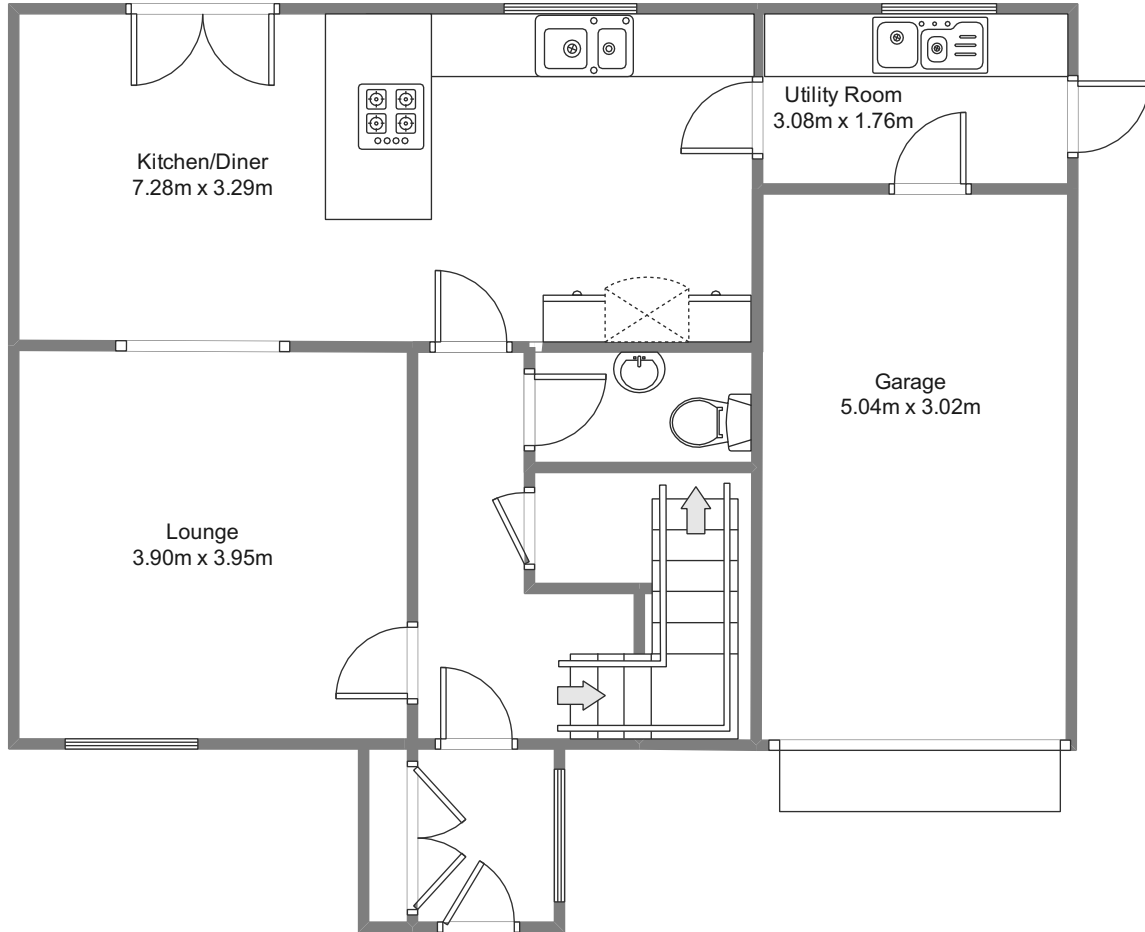 Utility Room
3.08m x 1.76m
Kitchen/Diner
7.28m x 3.29m
Garage
5.04m x 3.02m
Lounge
3.90m x 3.95m